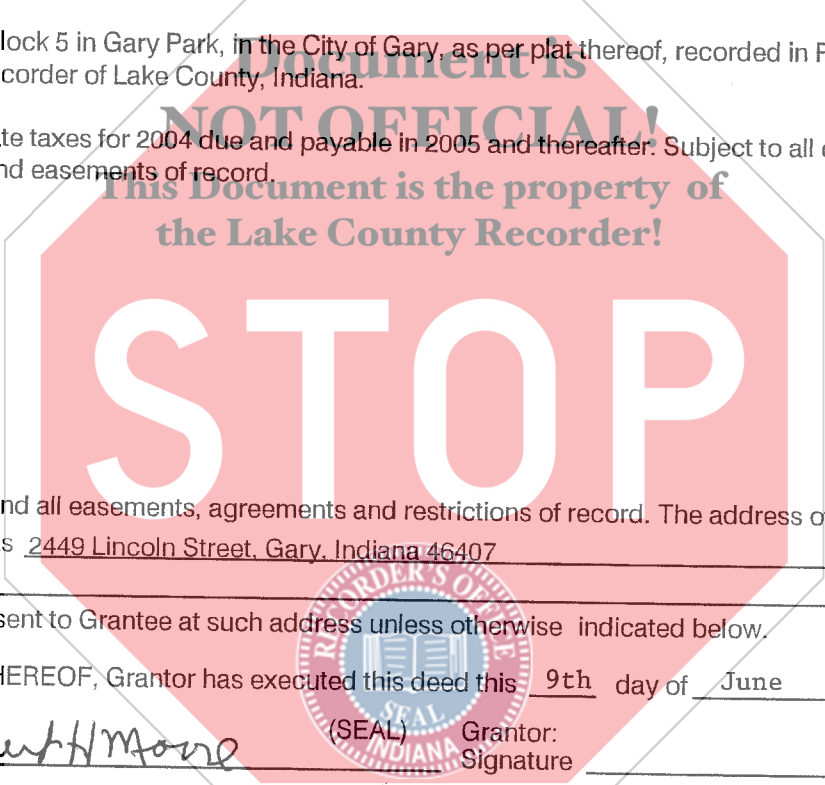 lock 5 in Gary Park, in the City of Gary, as per plat thereof, recorded in P
corder of Lake County, Indiana.
te taxes for 2004 due and payable in 2005 and thereafter. Subject to all
nd easements of record.
Document is
NOT OFFICIAL!
This Document is the property of
the Lake County Recorder!
STOP
nd all easements, agreements and restrictions of record. The address o
s 2449 Lincoln Street, Gary, Indiana 46407
sent to Grantee at such address unless otherwise indicated below.
HEREOF, Grantor has executed this deed this 9th day of June
H Moore (SEAL) Grantor:
Signature
RECORDER'S OFFICE
SEAL
INDIANA